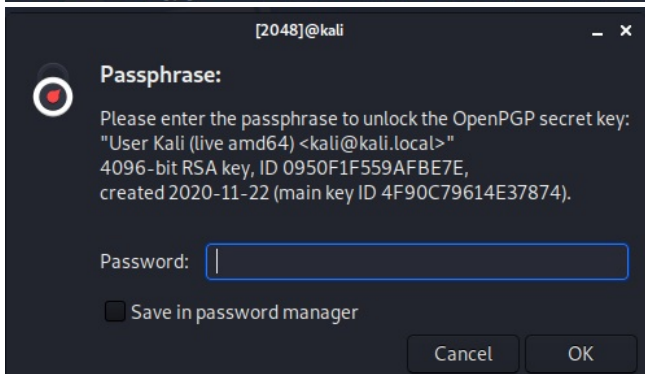 [2048]@kali
Passphrase:
Please enter the passphrase to unlock the OpenPGP secret key:
"User Kali (live amd64) <kali@kali.local>"
4096-bit RSA key, ID 0950F1F559AFBE7E,
created 2020-11-22 (main key ID 4F90C79614E37874).
Password:
Save in password manager
Cancel OK